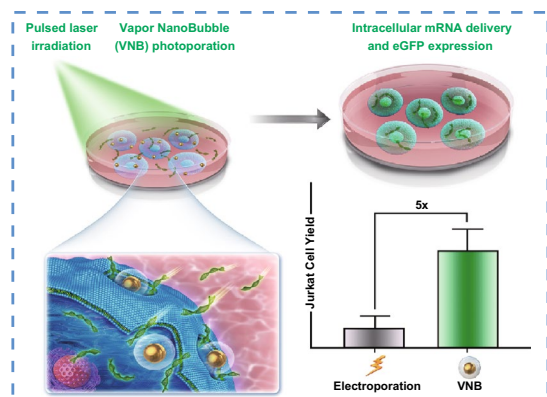 Pulsed laser
irradiation
Vapor NanoBubble
(VNB) photoporation
Intracellular mRNA delivery
and eGFP expression
5x
Jurkat Cell Yield
Electroporation
VNB